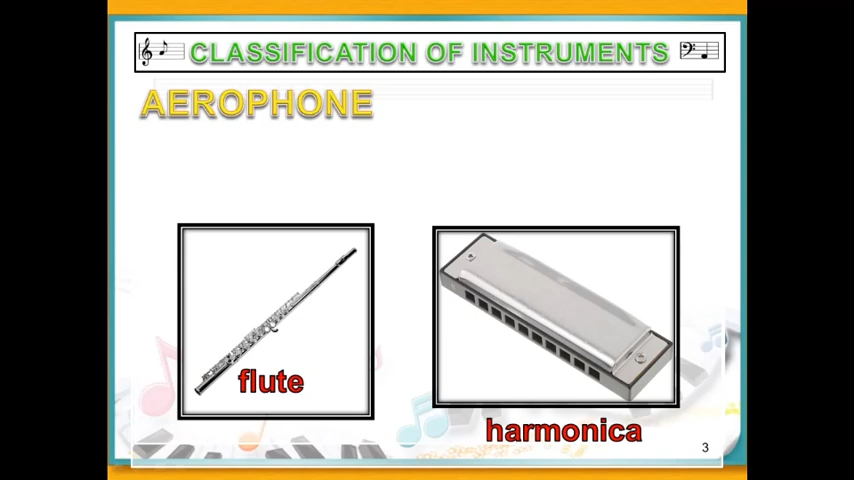 CLASSIFICATION OF INSTRUMENTS
AEROPHONE
flute
harmonica
3